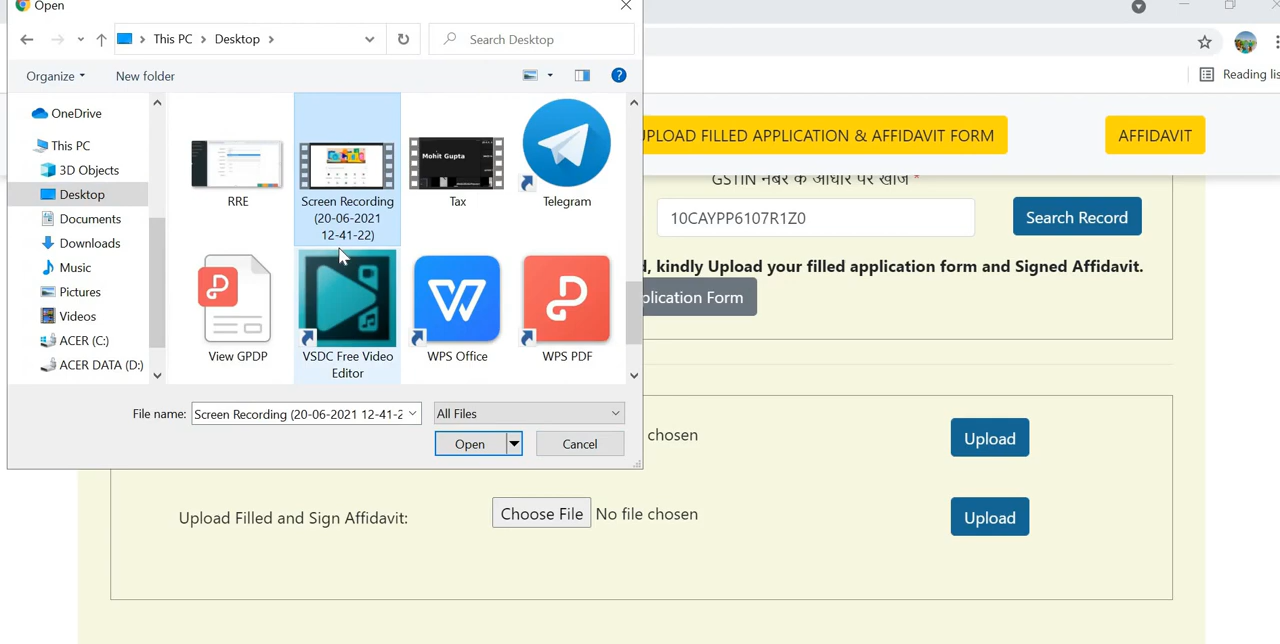 Open
This PC > Desktop >
Search Desktop
Organize
New folder
Reading lis
OneDrive
This PC
3D Objects
Desktop
Documents
Downloads
Music
Pictures
Videos
ACER (C:)
ACER DATA (D:)
RRE
Screen Recording
(20-06-2021
12-41-22)
Mohit Gupta
Tax
Telegram
View GPDP
VSDC Free Video
Editor
WPS Office
WPS PDF
File name:
Screen Recording (20-06-2021 12-41-2
All Files
Open
Cancel
UPLOAD FILLED APPLICATION & AFFIDAVIT FORM
AFFIDAVIT
GSTIN नंबर के आधार पर खोज *
10CAYPP6107R1Z0
Search Record
d, kindly Upload your filled application form and Signed Affidavit.
plication Form
chosen
Upload
Upload Filled and Sign Affidavit:
Choose File
No file chosen
Upload